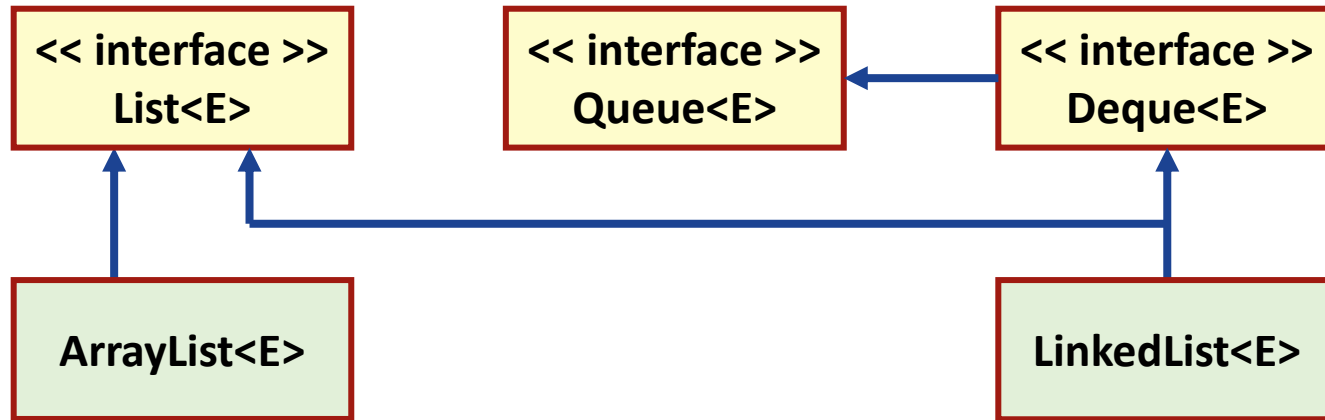 << interface >>
List<E>
<< interface >>
Queue<E>
<< interface >>
Deque<E>
ArrayList<E>
LinkedList<E>